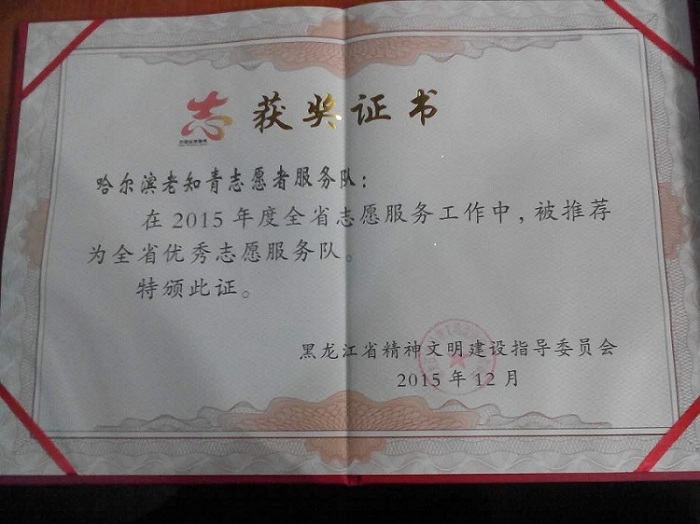 志 获奖证书
哈尔滨老知青志愿者服务队：
在2015年度全省志愿服务工作中，被推荐
为全省优秀志愿服务队。
特颁此证。
黑龙江省精神文明建设指导委员会
2015年12月